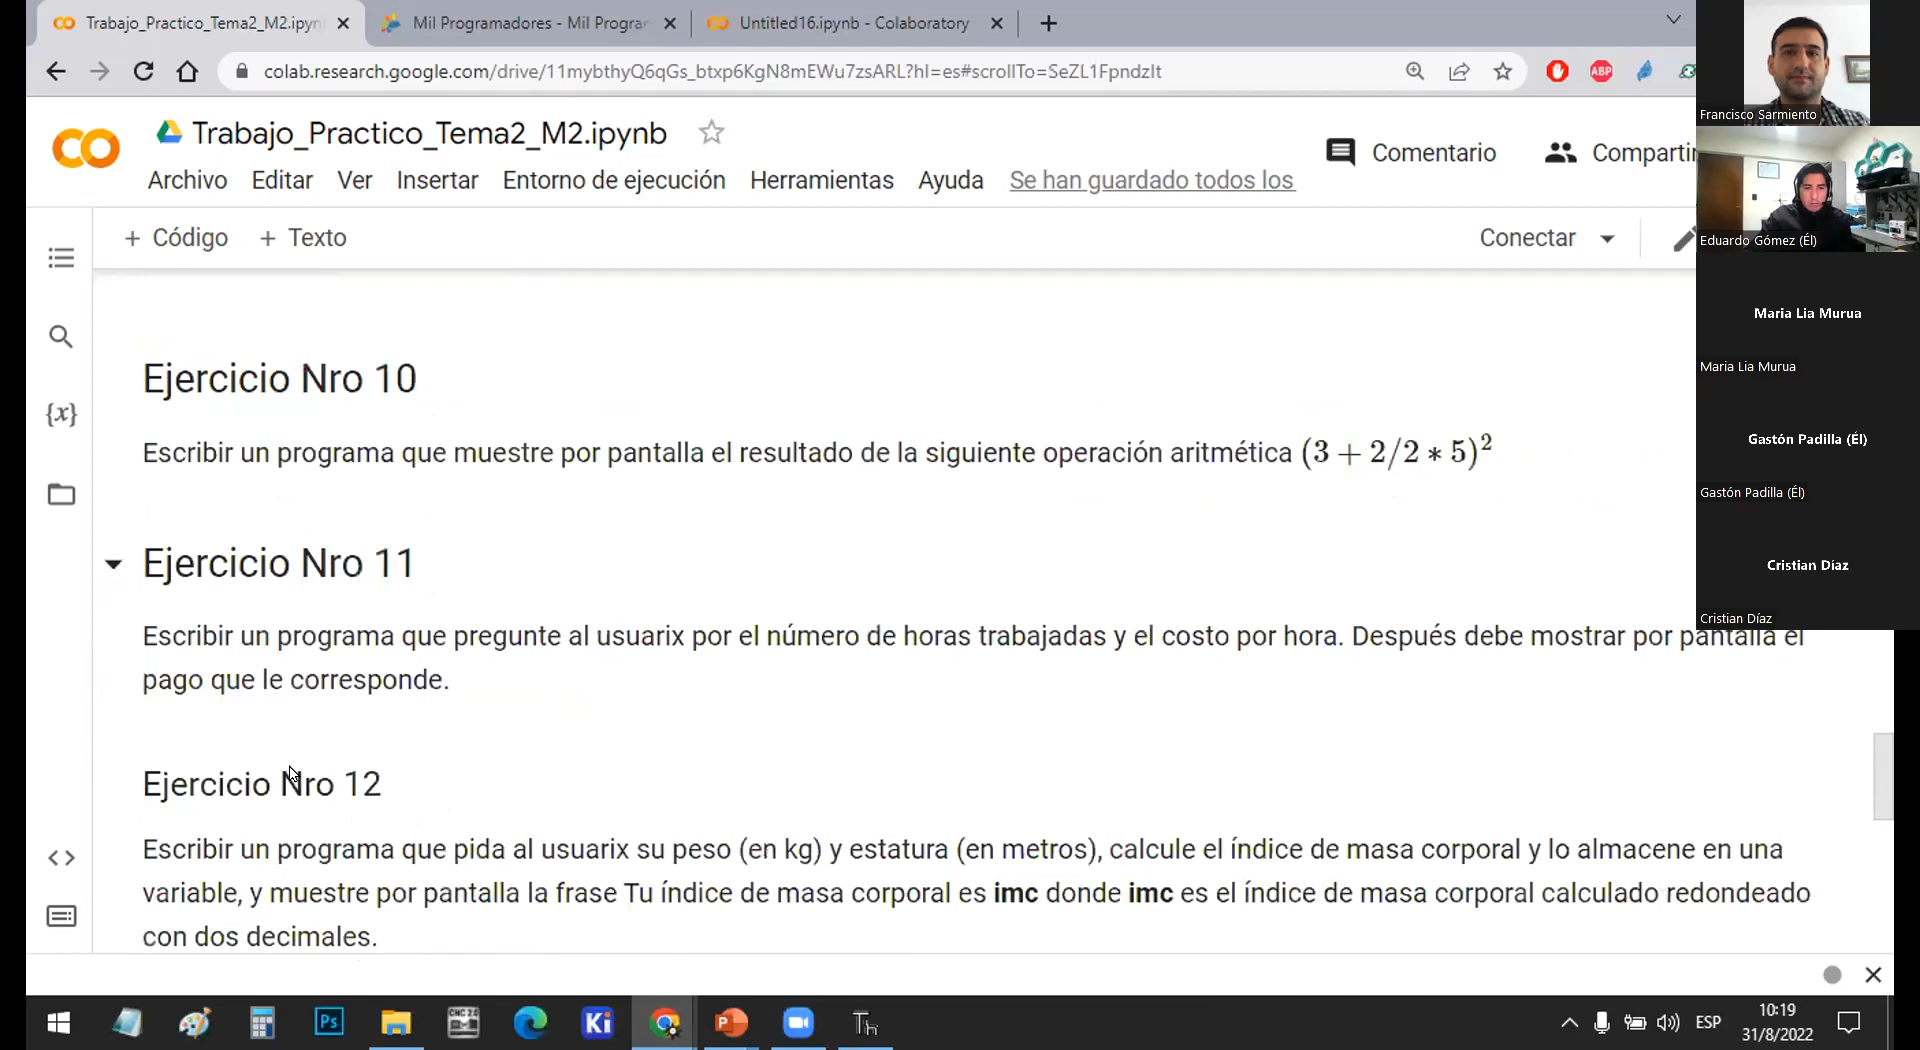 Trabajo_Practico_Tema2_M2.ipyn
Mil Programadores - Mil Progra
Untitled16.ipynb - Colaboratory
colab.research.google.com/drive/11mybthyQ6qGs_btxp6KgN8mEWu7zsARL?hl=es#scrollTo=SeZL1FpndzIt
ABP
Trabajo_Practico_Tema2_M2.ipynb
Comentario
Compartir
Archivo Editar Ver Insertar Entorno de ejecución Herramientas Ayuda Se han guardado todos los
+ Código + Texto
Conectar
{x}
Ejercicio Nro 10
Escribir un programa que muestre por pantalla el resultado de la siguiente operación aritmética (3 + 2/2 * 5)²
Ejercicio Nro 11
Escribir un programa que pregunte al usuarix por el número de horas trabajadas y el costo por hora. Después debe mostrar por pantalla el
pago que le corresponde.
Ejercicio Nro 12
Escribir un programa que pida al usuarix su peso (en kg) y estatura (en metros), calcule el índice de masa corporal y lo almacene en una
variable, y muestre por pantalla la frase Tu índice de masa corporal es imc donde imc es el índice de masa corporal calculado redondeado
con dos decimales.
Francisco Sarmiento
Eduardo Gómez (Él)
Maria Lia Murua
Maria Lia Murua
Gastón Padilla (Él)
Gastón Padilla (Él)
Cristian Díaz
Cristian Díaz
Ps
CNC 2.0
Ki
P
Th
ESP
10:19
31/8/2022